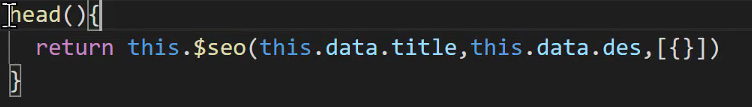 head(){
return this.$seo(this.data.title,this.data.des,[{}])
}